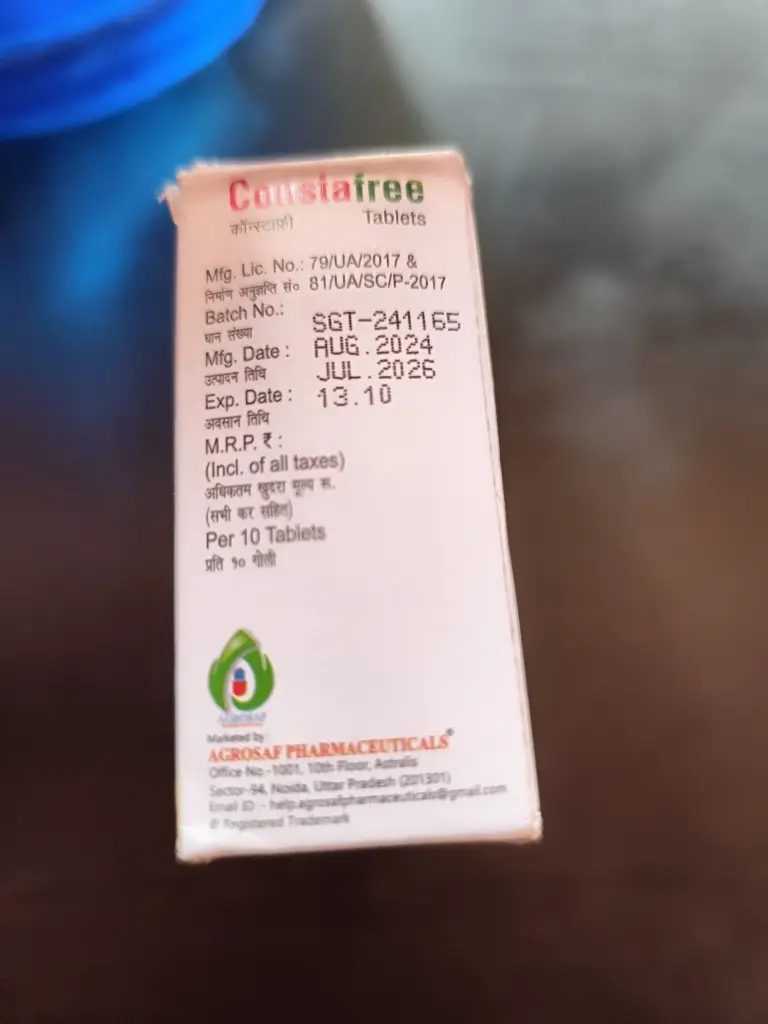 Constafree
कॉन्स्टाफ्री Tablets
Mfg. Lic. No.: 79/UA/2017 &
निर्माण अनुज्ञप्ति सं० 81/UA/SC/P-2017
Batch No.:
घान संख्या SGT-241165
Mfg. Date : AUG.2024
उत्पादन तिथि JUL.2026
Exp. Date : 13.10
अवसान तिथि
M.R.P. ₹ :
(Incl. of all taxes)
अधिकतम खुदरा मूल्य रू.
(सभी कर सहित)
Per 10 Tablets
प्रति १० गोली
AGROSAF
Marketed by :
AGROSAF PHARMACEUTICALS®
Office No.-1001, 10th Floor, Astralis
Sector-94, Noida, Uttar Pradesh (201301)
Email ID :- help.agrosafpharmaceuticals@gmail.com
® Registered Trademark